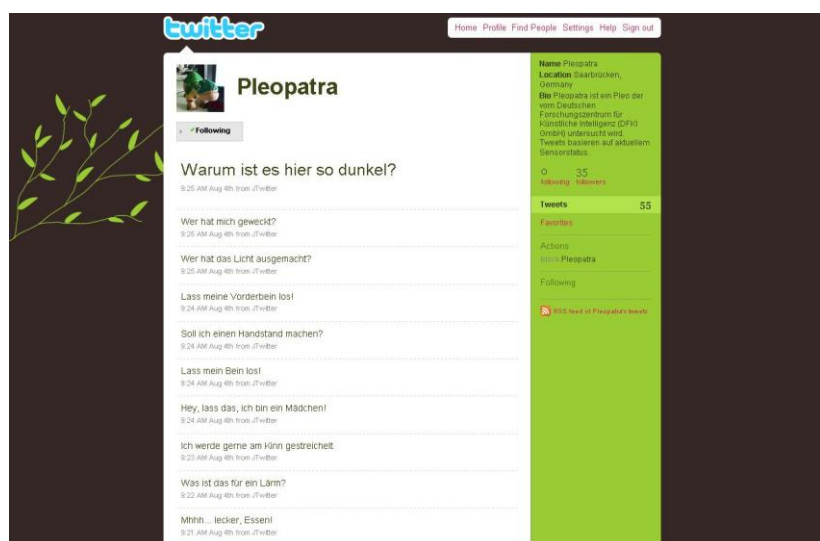 twitter
Home Profile Find People Settings Help Sign out
Pleopatra
Following
Warum ist es hier so dunkel?
9:25 AM Aug 4th from JTwitter
Wer hat mich geweckt?
9:25 AM Aug 4th from JTwitter
Wer hat das Licht ausgemacht?
9:25 AM Aug 4th from JTwitter
Lass meine Vorderbein los!
9:24 AM Aug 4th from JTwitter
Soll ich einen Handstand machen?
9:24 AM Aug 4th from JTwitter
Lass mein Bein los!
9:24 AM Aug 4th from JTwitter
Hey, lass das, ich bin ein Mädchen!
9:24 AM Aug 4th from JTwitter
Ich werde gerne am Kinn gestreichelt
9:23 AM Aug 4th from JTwitter
Was ist das für ein Lärm?
9:22 AM Aug 4th from JTwitter
Mhhh... lecker, Essen!
9:21 AM Aug 4th from JTwitter
Name Pleopatra
Location Saarbrücken,
Germany
Bio Pleopatra ist ein Pleo der
vom Deutschen
Forschungszentrum für
Künstliche Intelligenz (DFKI
GmbH) untersucht wird.
Tweets basieren auf aktuellem
Sensorstatus.
0 35
following followers
Tweets 55
Favorites
Actions
block Pleopatra
Following
RSS feed of Pleopatra's tweets